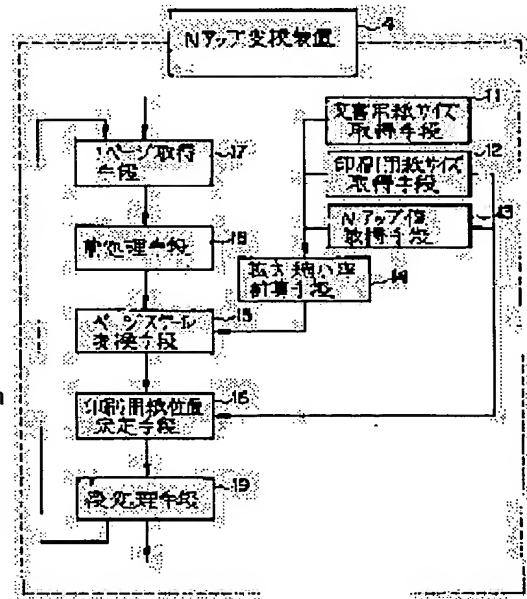 Nアップ変換装置
4
文書用紙サイズ
取得手段
11
1ページ取得
手段
17
印刷用紙サイズ
取得手段
12
Nアップ値
取得手段
13
前処理手段
18
拡大縮小率
計算手段
14
ページスケール
変換手段
15
印刷用紙位置
決定手段
16
後処理手段
19